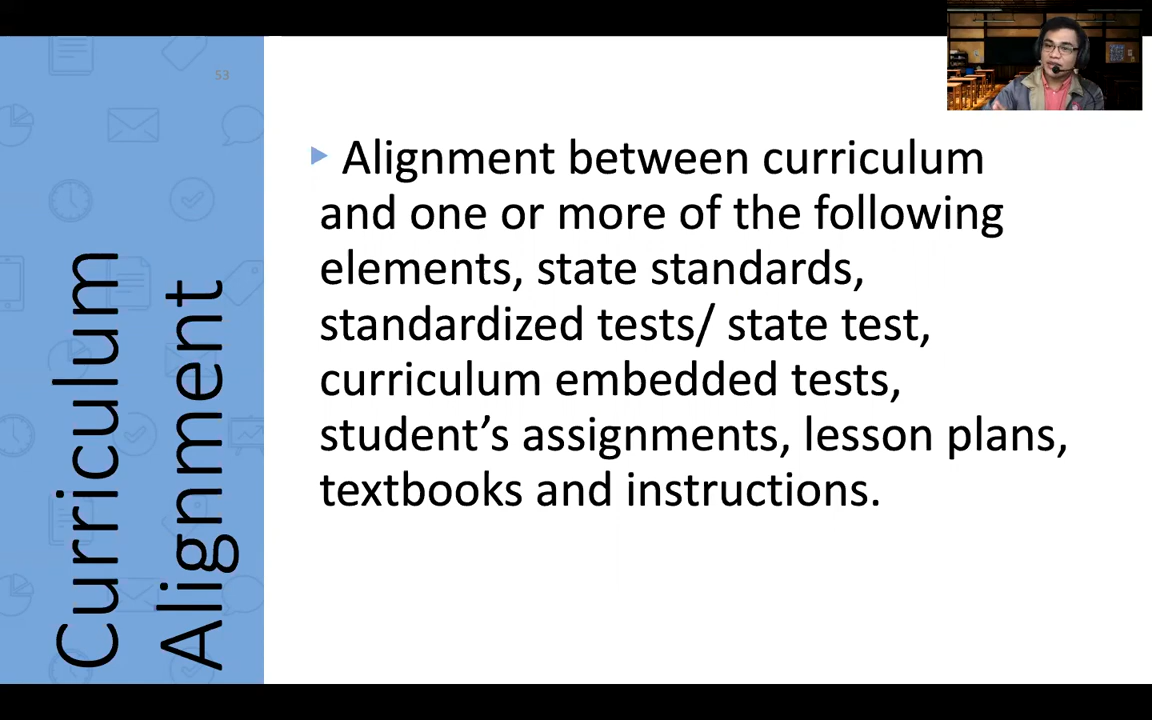 53
Curriculum
Alignment
Alignment between curriculum
and one or more of the following
elements, state standards,
standardized tests/ state test,
curriculum embedded tests,
student’s assignments, lesson plans,
textbooks and instructions.